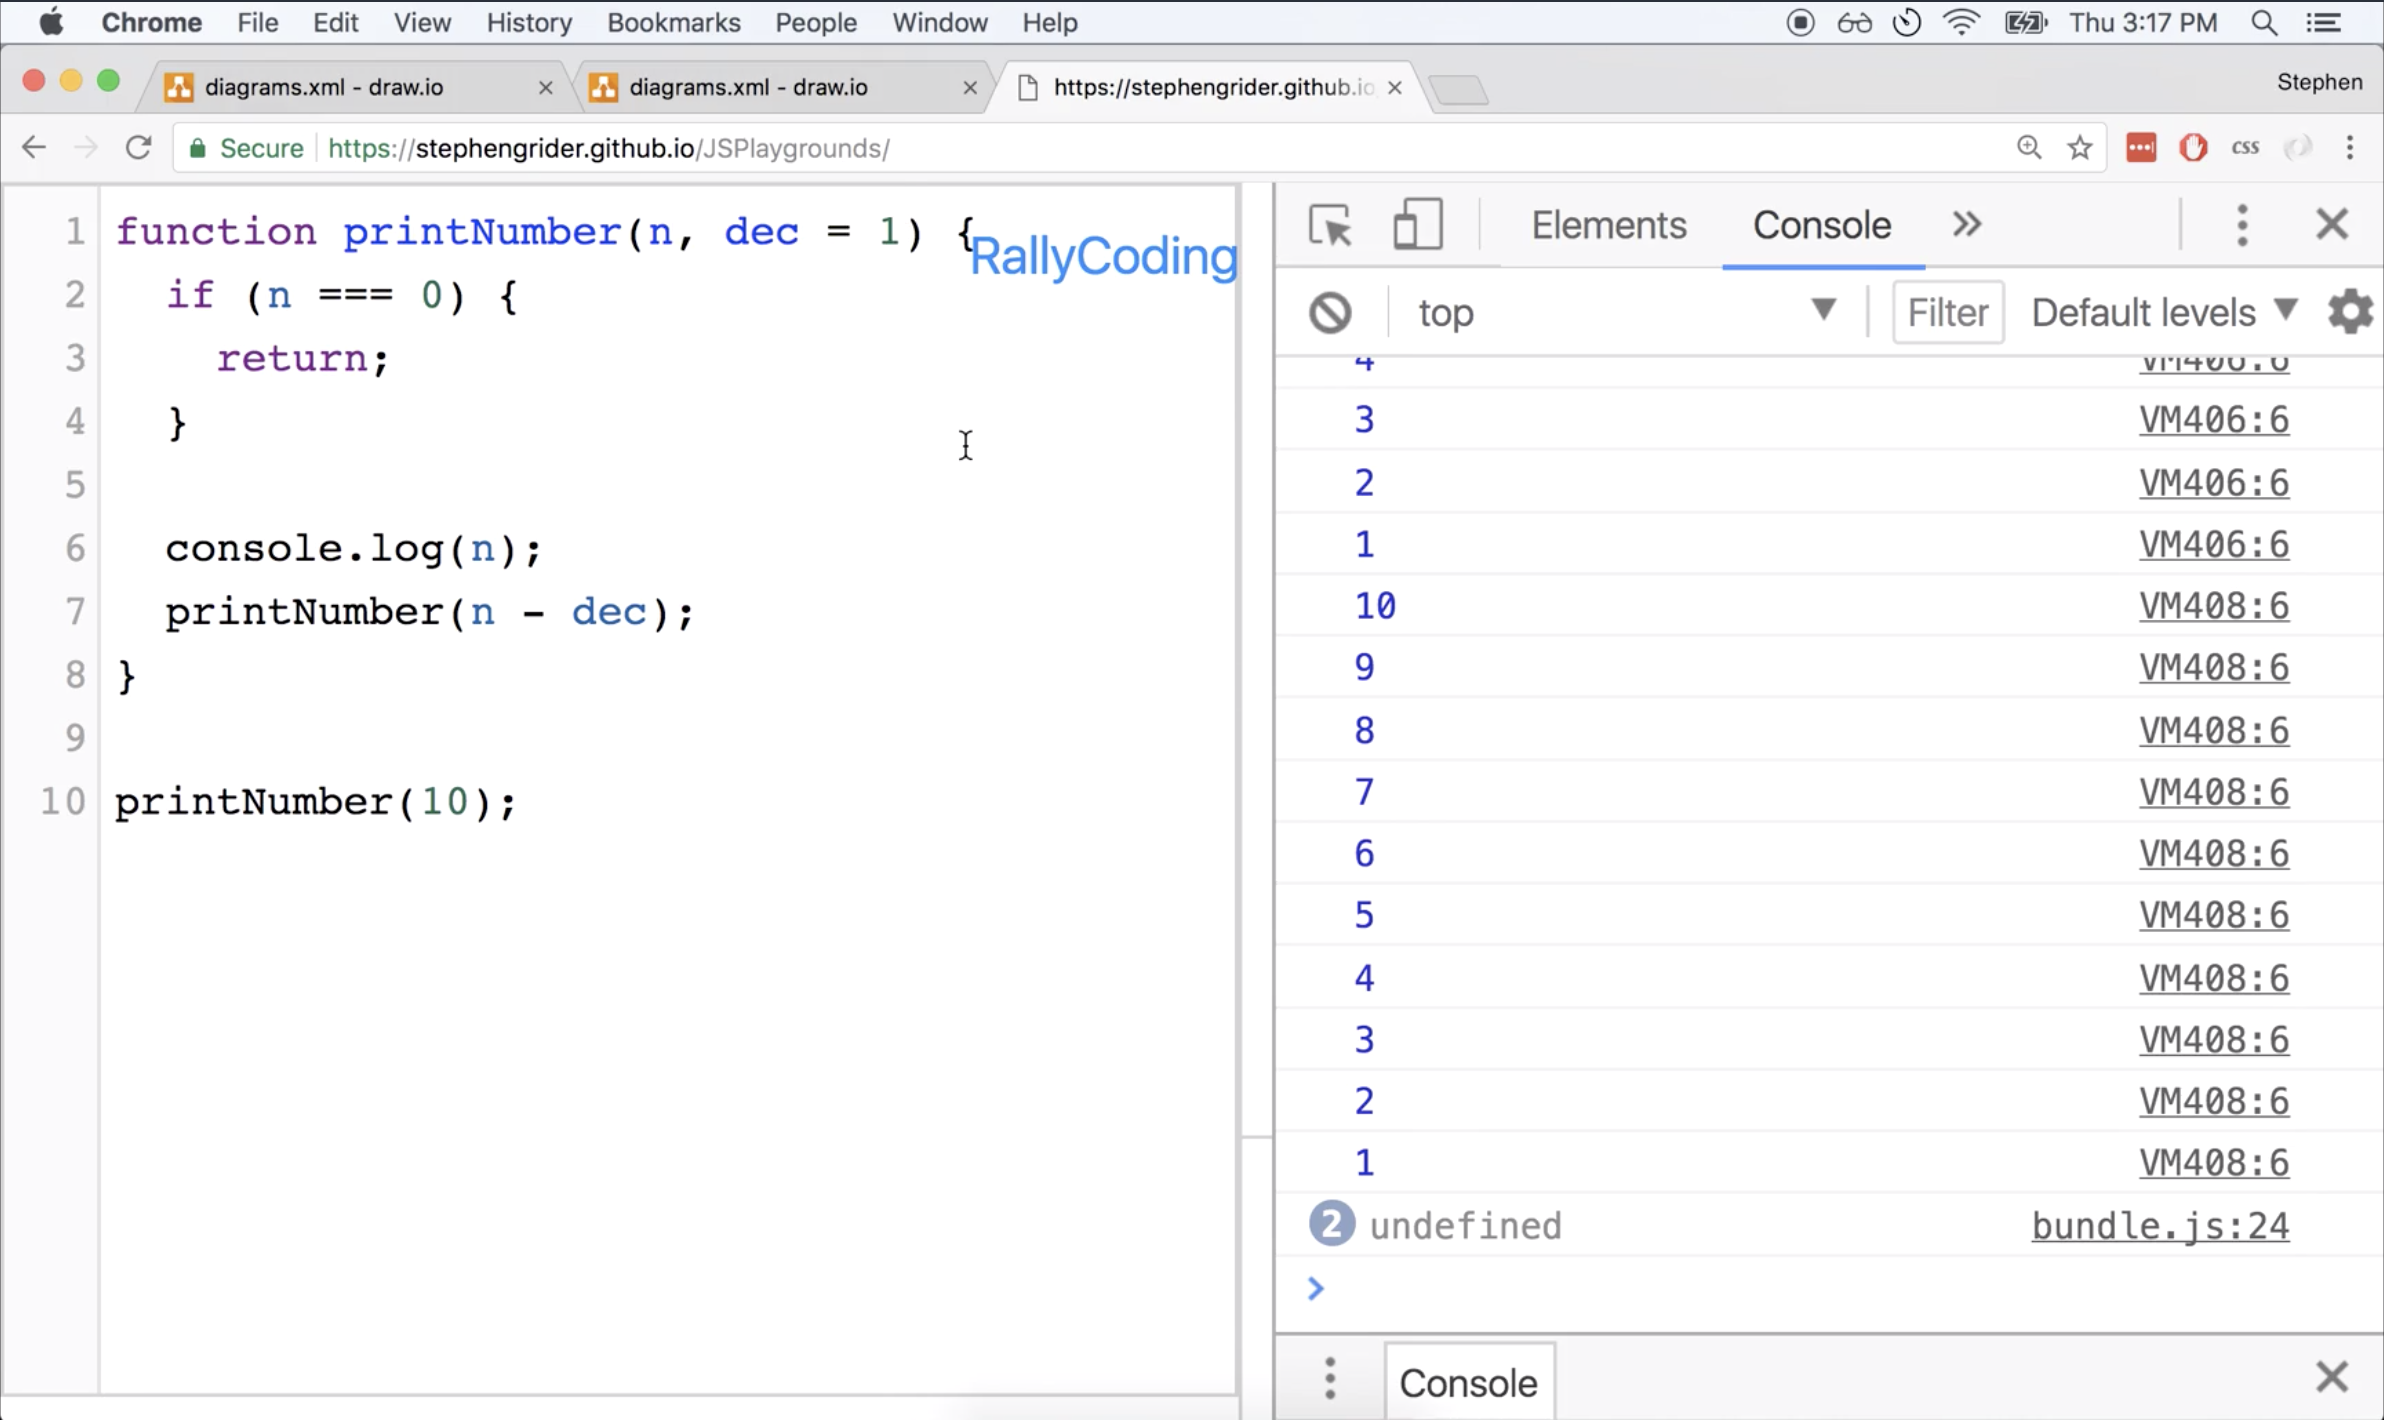 Chrome File Edit View History Bookmarks People Window Help Thu 3:17 PM
diagrams.xml - draw.io diagrams.xml - draw.io https://stephengrider.github.io Stephen
Secure https://stephengrider.github.io/JSPlaygrounds/ css
1 function printNumber(n, dec = 1) {
RallyCoding
2 if (n === 0) {
3 return;
4 }
5
6 console.log(n);
7 printNumber(n - dec);
8 }
9
10 printNumber(10);
Elements Console
top Filter Default levels
4 VM406:6
3 VM406:6
2 VM406:6
1 VM406:6
10 VM408:6
9 VM408:6
8 VM408:6
7 VM408:6
6 VM408:6
5 VM408:6
4 VM408:6
3 VM408:6
2 VM408:6
1 VM408:6
2 undefined bundle.js:24
Console